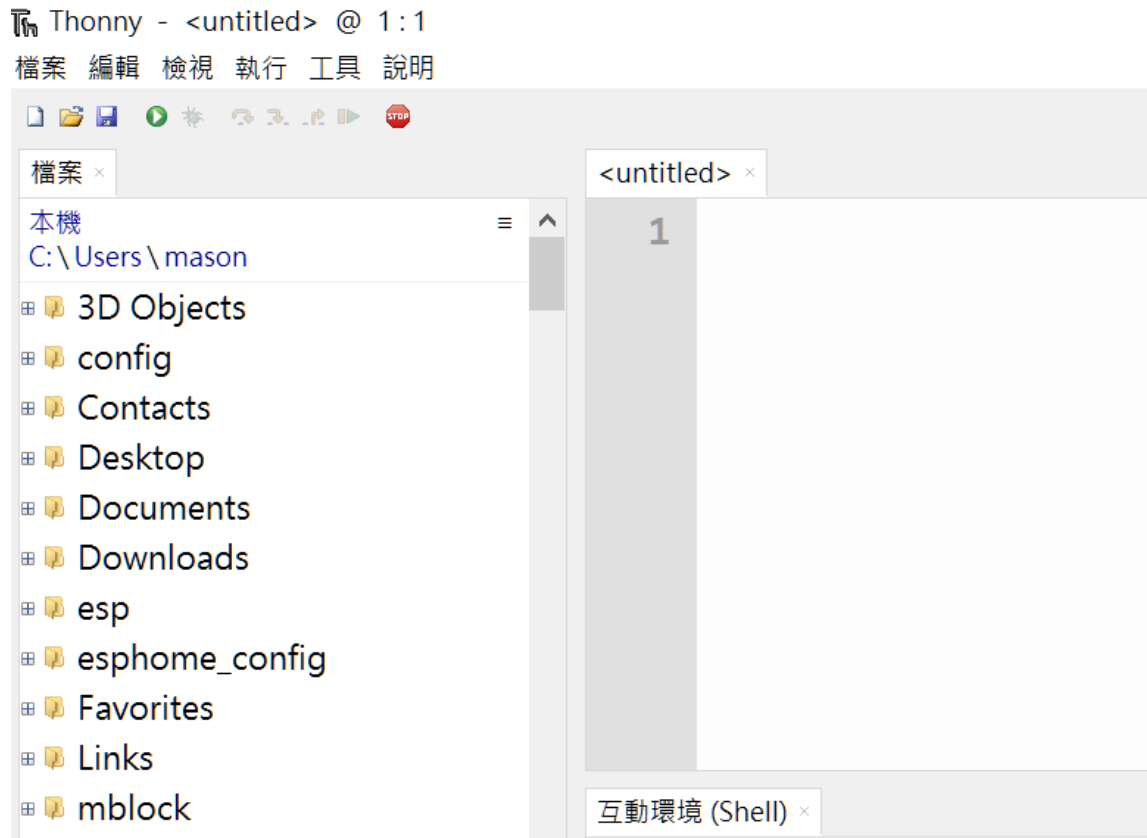 Thonny - <untitled> @ 1 : 1
檔案 編輯 檢視 執行 工具 說明
STOP
檔案
<untitled>
本機
C: \ Users \ mason
1
3D Objects
config
Contacts
Desktop
Documents
Downloads
esp
esphome_config
Favorites
Links
mblock
互動環境 (Shell)